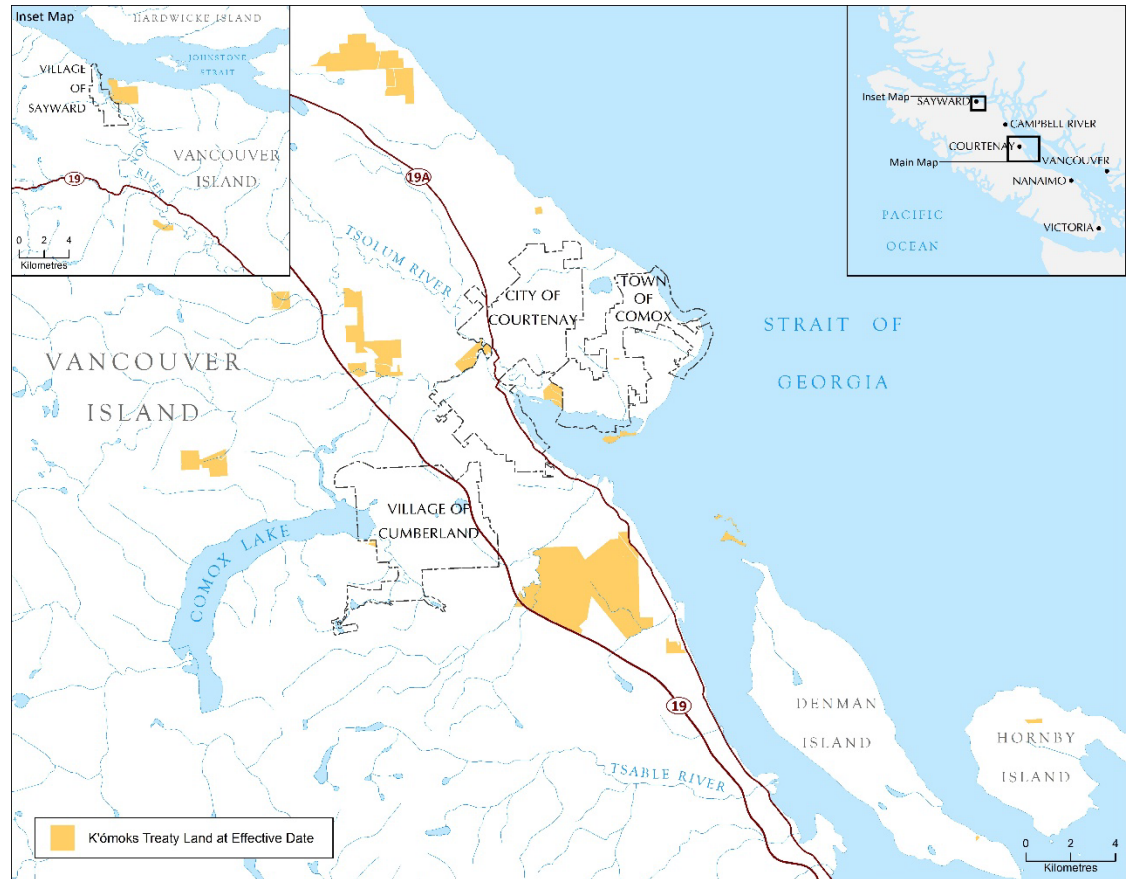 Inset Map
HARDWICKE ISLAND
JOHNSTONE
STRAIT
VILLAGE
OF
SAYWARD
SALMON RIVER
VANCOUVER
ISLAND
19
0 2 4
Kilometres
Inset Map
SAYWARD
CAMPBELL RIVER
COURTENAY
Main Map
VANCOUVER
NANAIMO
PACIFIC
OCEAN
VICTORIA
19A
TSOLUM RIVER
CITY OF
COURTENAY
TOWN
OF
COMOX
STRAIT OF
GEORGIA
VANCOUVER
ISLAND
VILLAGE OF
CUMBERLAND
COMOX LAKE
19
DENMAN
ISLAND
HORNBY
ISLAND
TSABLE RIVER
K'ómoks Treaty Land at Effective Date
0 2 4
Kilometres